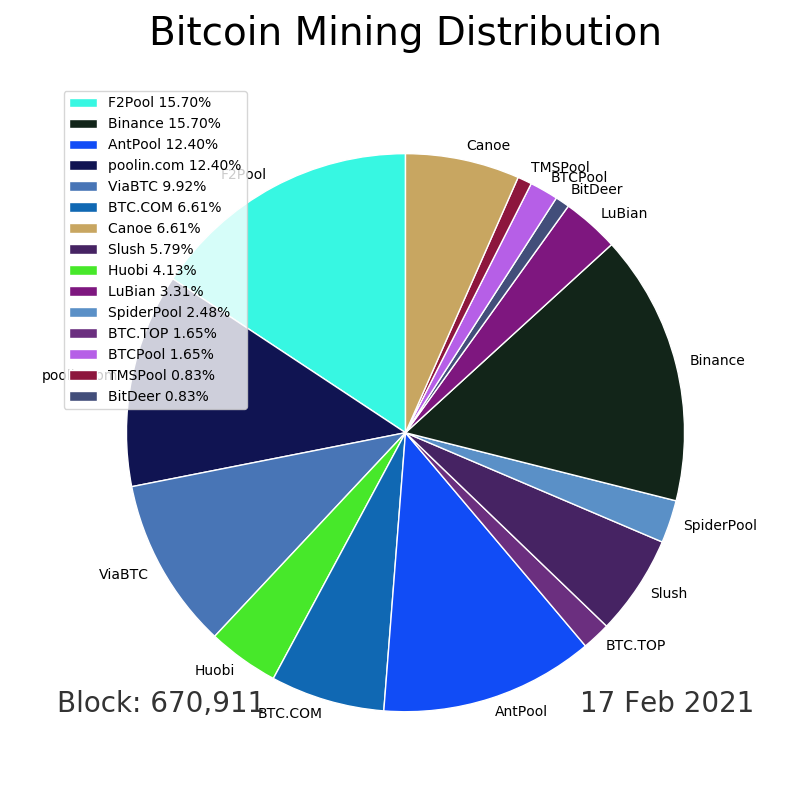 Bitcoin Mining Distribution
F2Pool 15.70%
Binance 15.70%
AntPool 12.40%
poolin.com 12.40%
ViaBTC 9.92%
BTC.COM 6.61%
Canoe 6.61%
Slush 5.79%
Huobi 4.13%
LuBian 3.31%
SpiderPool 2.48%
BTC.TOP 1.65%
BTCPool 1.65%
TMSPool 0.83%
BitDeer 0.83%
F2Pool
Canoe
TMSPool
BTCPool
BitDeer
LuBian
Binance
poolin.com
SpiderPool
ViaBTC
Slush
BTC.TOP
Huobi
BTC.COM
AntPool
Block: 670,911
17 Feb 2021